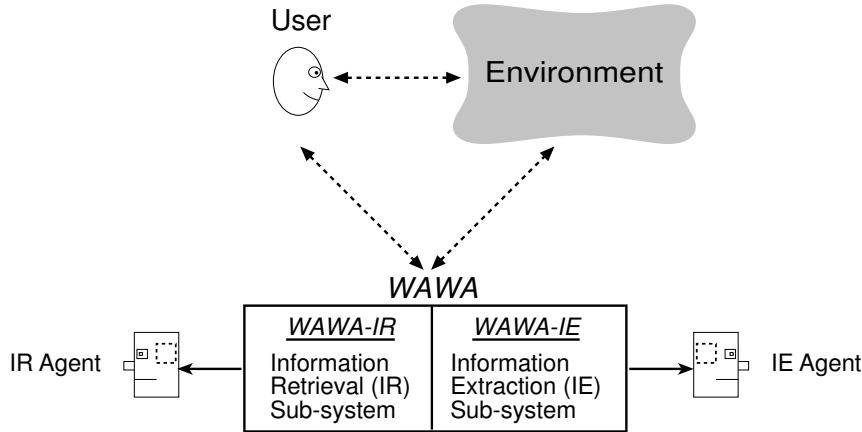 User
Environment
WAWA
WAWA-IR
Information
Retrieval (IR)
Sub-system
WAWA-IE
Information
Extraction (IE)
Sub-system
IR Agent
IE Agent